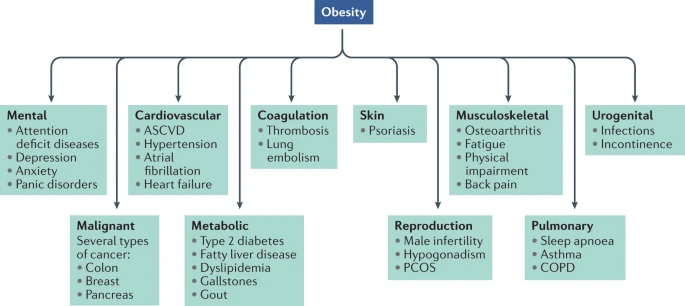 Obesity
Mental
• Attention
deficit diseases
• Depression
• Anxiety
• Panic disorders
Cardiovascular
• ASCVD
• Hypertension
• Atrial
fibrillation
• Heart failure
Coagulation
• Thrombosis
• Lung
embolism
Skin
• Psoriasis
Musculoskeletal
• Osteoarthritis
• Fatigue
• Physical
impairment
• Back pain
Urogenital
• Infections
• Incontinence
Malignant
Several types
of cancer:
• Colon
• Breast
• Pancreas
Metabolic
• Type 2 diabetes
• Fatty liver disease
• Dyslipidemia
• Gallstones
• Gout
Reproduction
• Male infertility
• Hypogonadism
• PCOS
Pulmonary
• Sleep apnoea
• Asthma
• COPD